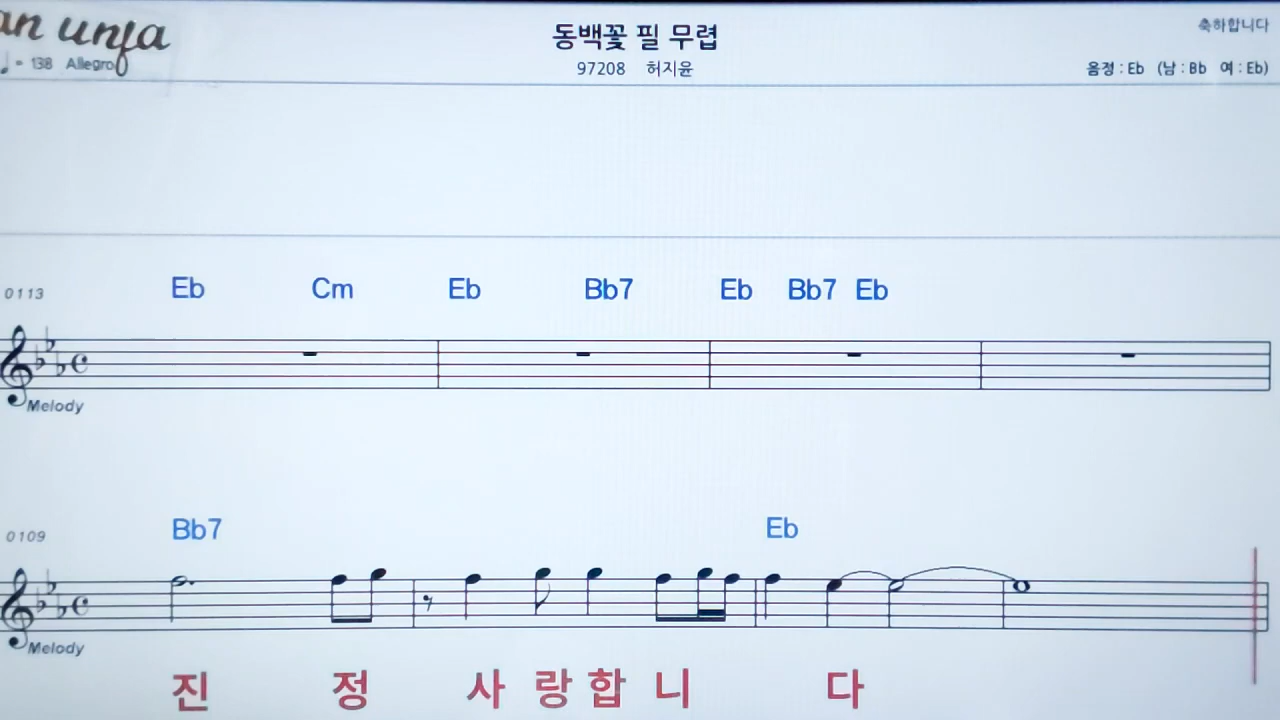 an unfa
동백꽃 필 무렵
축하합니다
♩= 138 Allegro
97208 허지윤
음정 : Eb (남 : Bb 여 : Eb)
0113 Eb Cm Eb Bb7 Eb Bb7 Eb
Melody
0109 Bb7 Eb
Melody
진 정 사 랑 합 니 다